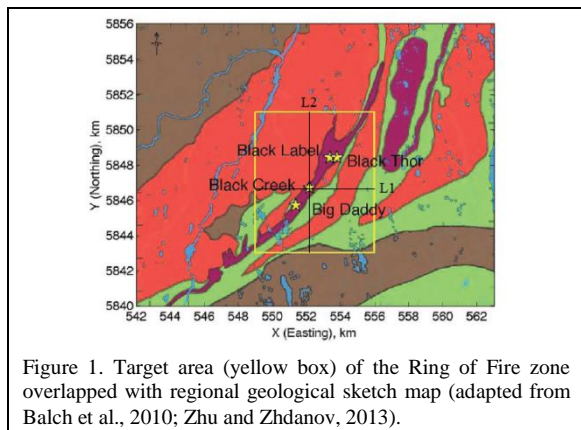 5856
5854
5852
5850
5848
5846
5844
5842
5840
Y (Northing), km
L2
Black Label
Black Thor
Black Creek
L1
Big Daddy
542 544 546 548 550 552 554 556 558 560 562
X (Easting), km
Figure 1. Target area (yellow box) of the Ring of Fire zone
overlapped with regional geological sketch map (adapted from
Balch et al., 2010; Zhu and Zhdanov, 2013).